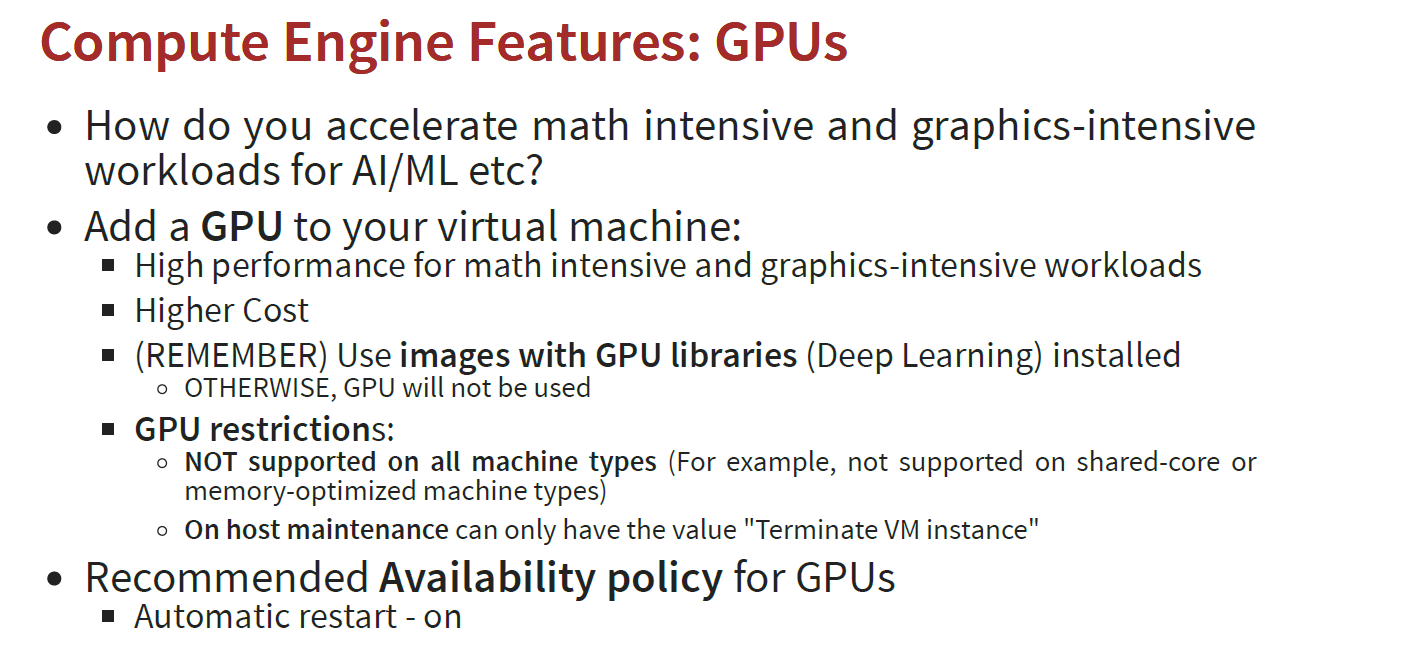 Compute Engine Features: GPUs
How do you accelerate math intensive and graphics-intensive
workloads for AI/ML etc?
Add a GPU to your virtual machine:
High performance for math intensive and graphics-intensive workloads
Higher Cost
(REMEMBER) Use images with GPU libraries (Deep Learning) installed
OTHERWISE, GPU will not be used
GPU restrictions:
NOT supported on all machine types (For example, not supported on shared-core or
memory-optimized machine types)
On host maintenance can only have the value "Terminate VM instance"
Recommended Availability policy for GPUs
Automatic restart - on